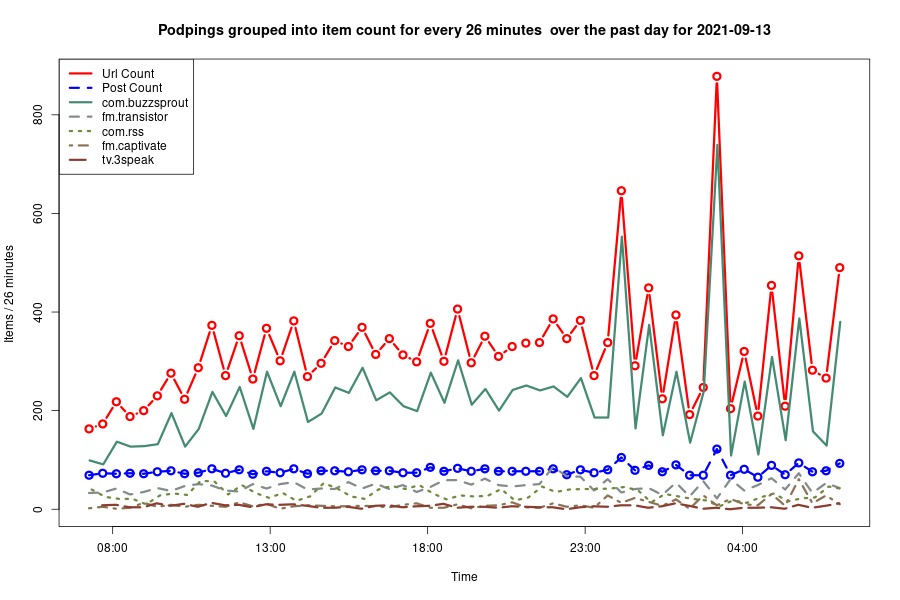 Podpings grouped into item count for every 26 minutes  over the past day for 2021-09-13
Url Count
Post Count
com.buzzsprout
fm.transistor
com.rss
fm.captivate
tv.3speak
Items / 26 minutes
800
600
400
200
0
08:00
13:00
18:00
23:00
04:00
Time